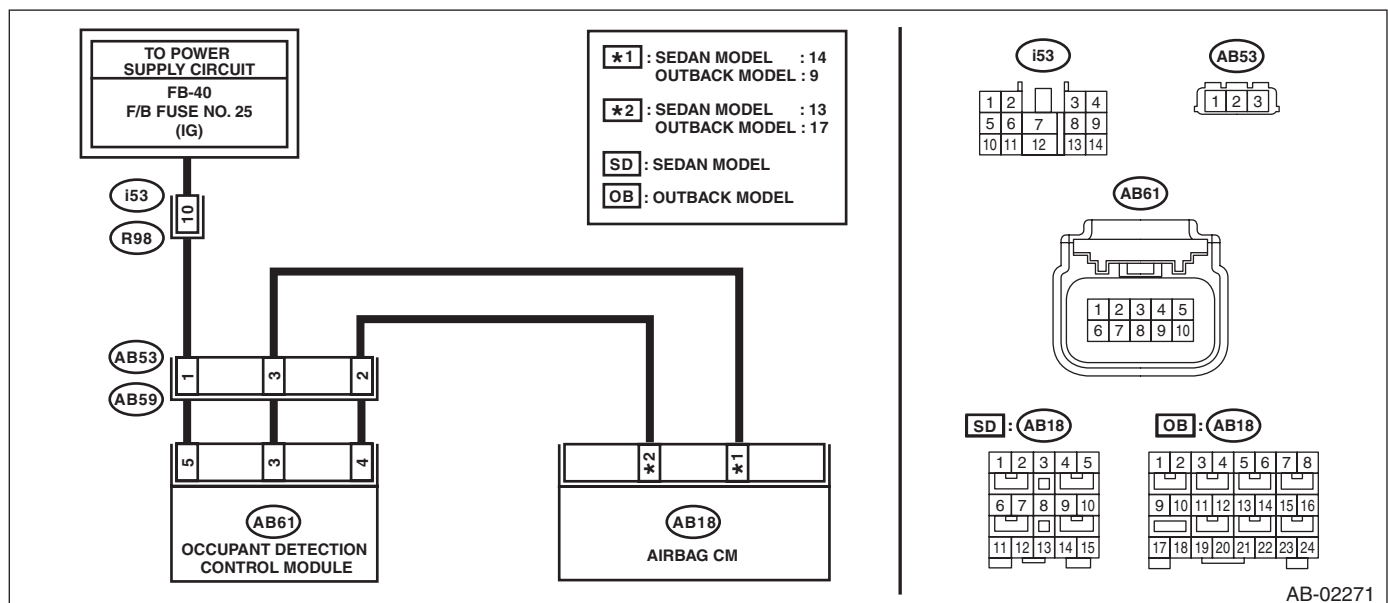 TO POWER
SUPPLY CIRCUIT
FB-40
F/B FUSE NO. 25
(IG)
i53
10
R98
AB53
1 3 2
AB59
5 3 4
AB61
OCCUPANT DETECTION
CONTROL MODULE
*2 *1
AB18
AIRBAG CM
*1 : SEDAN MODEL : 14
OUTBACK MODEL : 9
*2 : SEDAN MODEL : 13
OUTBACK MODEL : 17
SD : SEDAN MODEL
OB : OUTBACK MODEL
i53
1 2 3 4
5 6 7 8 9
10 11 12 13 14
AB53
1 2 3
AB61
1 2 3 4 5
6 7 8 9 10
SD : AB18
1 2 3 4 5
6 7 8 9 10
11 12 13 14 15
OB : AB18
1 2 3 4 5 6 7 8
9 10 11 12 13 14 15 16
17 18 19 20 21 22 23 24
AB-02271